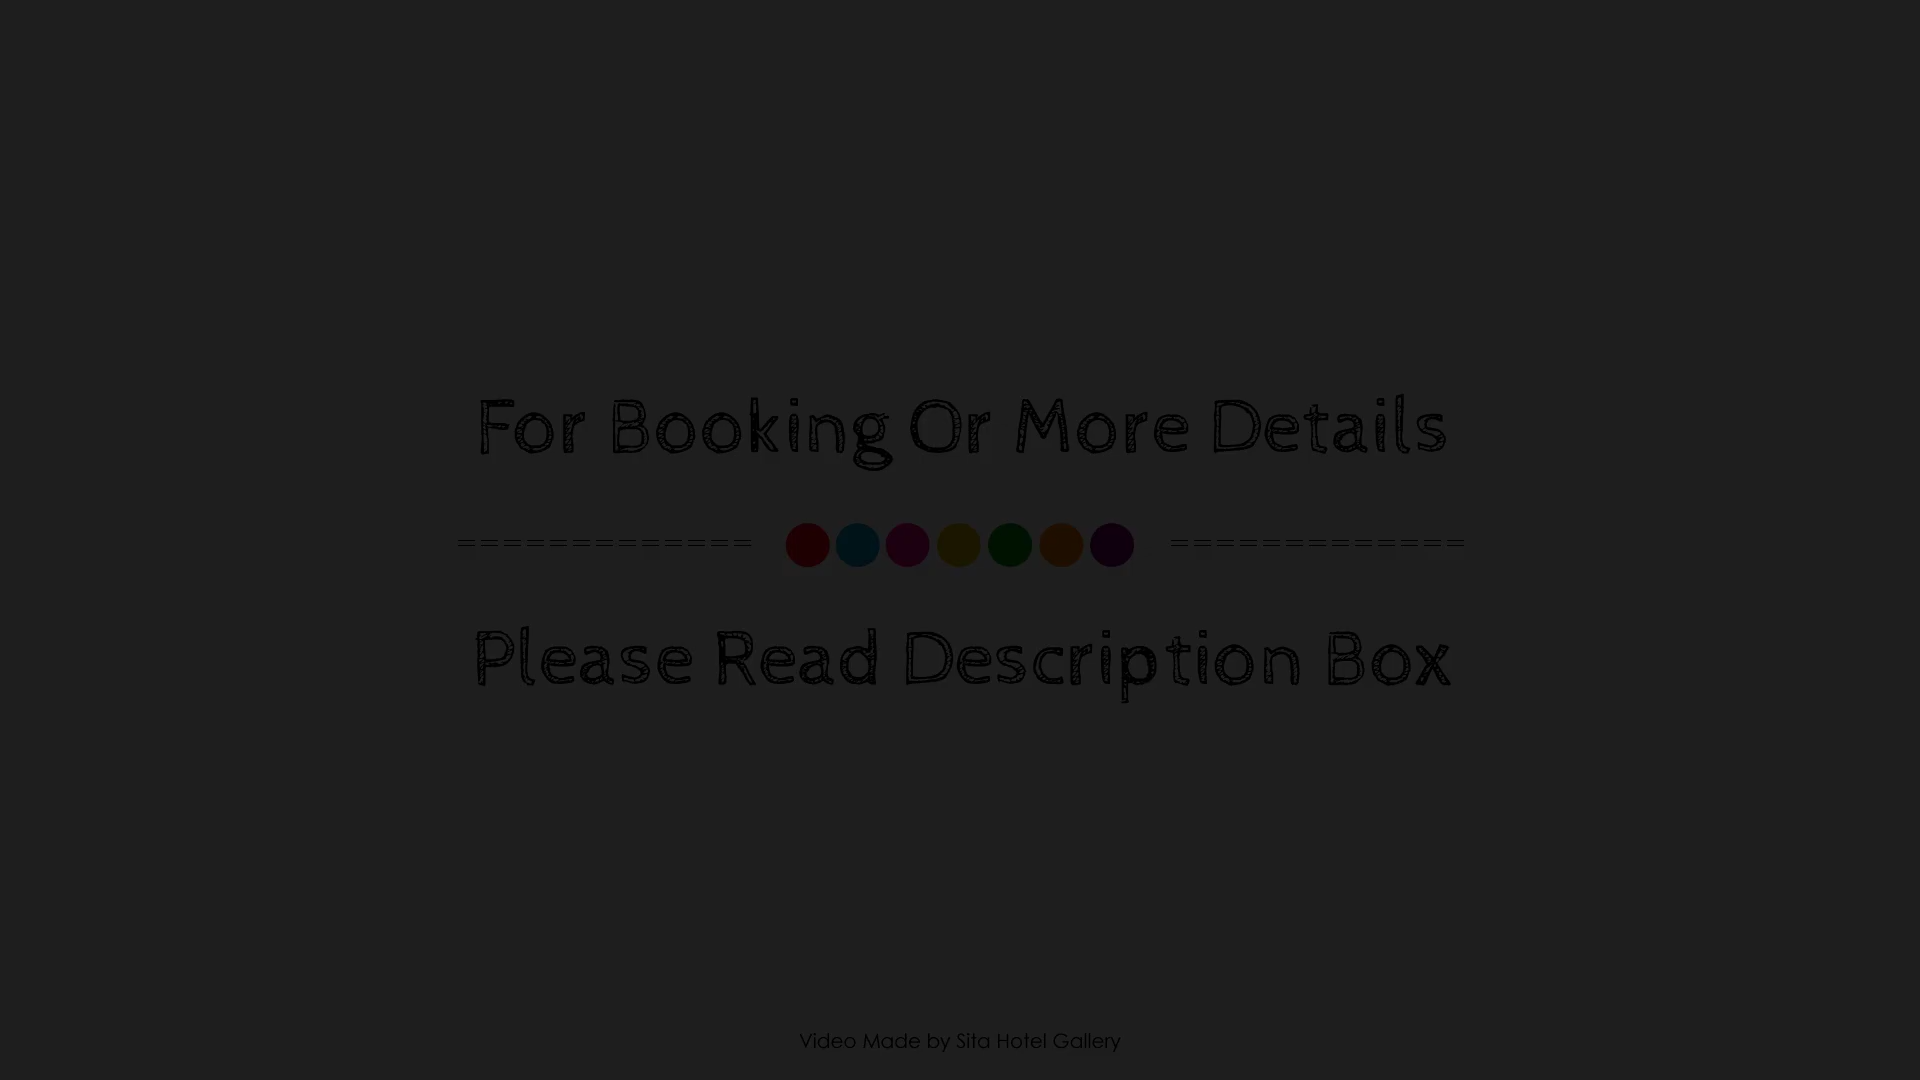 For Booking Or More Details
============= =============
Please Read Description Box
Video Made by Sita Hotel Gallery